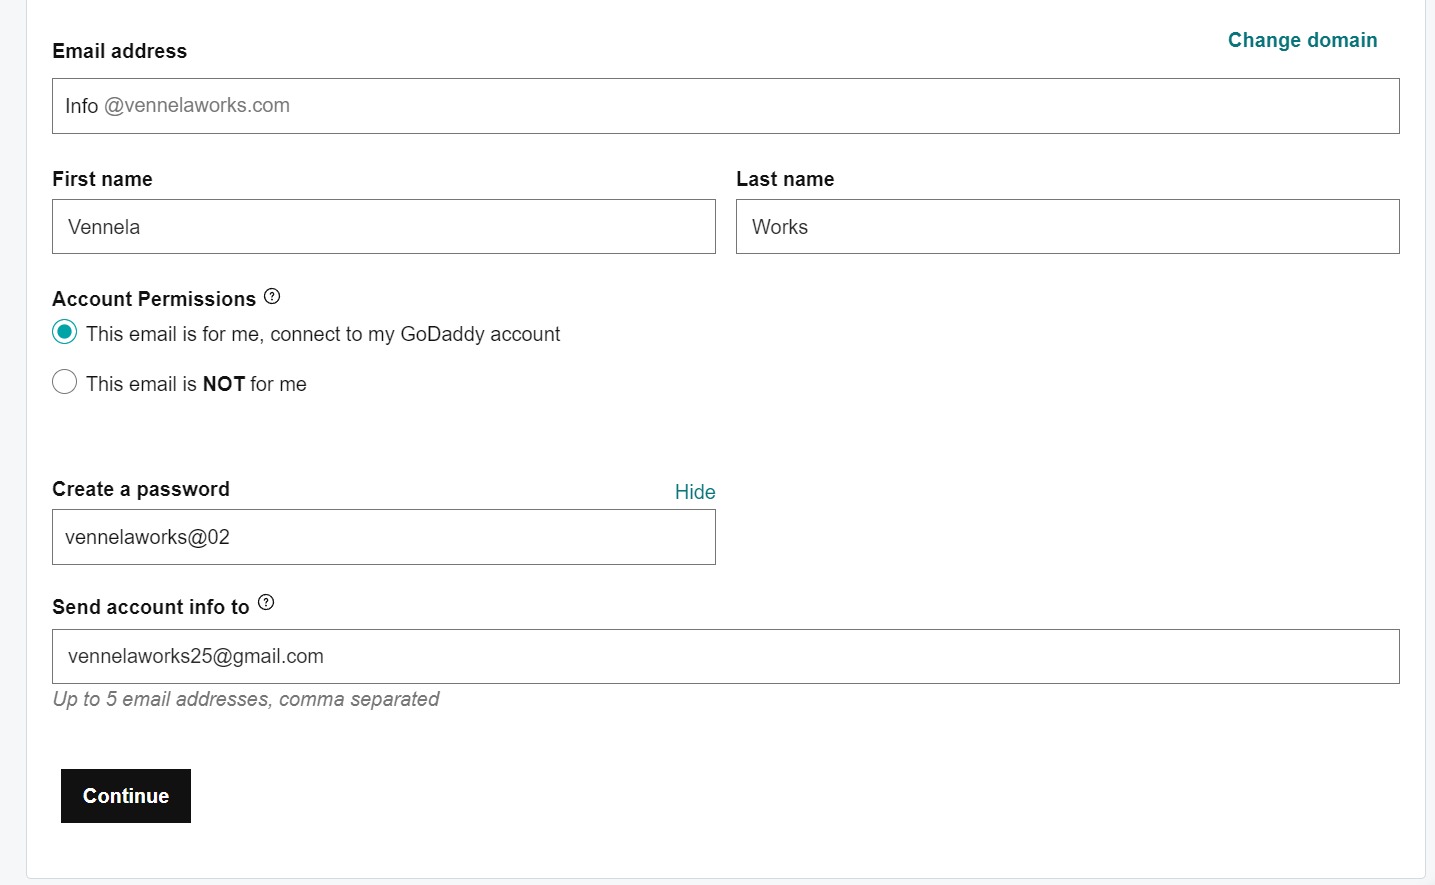 Email address
Change domain
Info @vennelaworks.com
First name
Last name
Vennela
Works
Account Permissions
This email is for me, connect to my GoDaddy account
This email is NOT for me
Create a password
Hide
vennelaworks@02
Send account info to
vennelaworks25@gmail.com
Up to 5 email addresses, comma separated
Continue